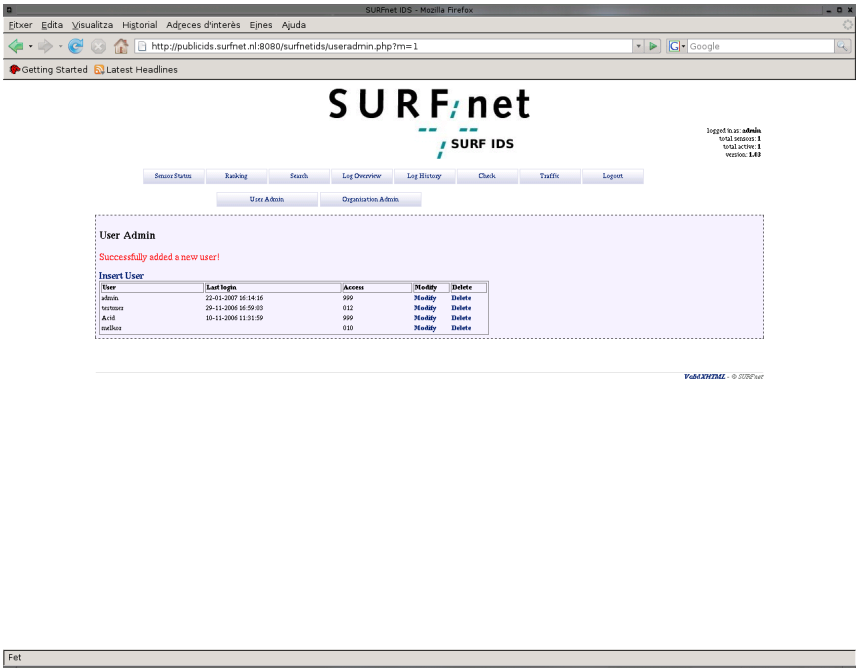 SURFnet IDS - Mozilla Firefox
Fitxer Edita Visualitza Historial Adreces d'interès Eines Ajuda
http://publicids.surfnet.nl:8080/surfnetids/useradmin.php?m=1
Google
Getting Started Latest Headlines
SURFnet
SURF IDS
logged in as: admin
total sensors: 1
total active: 1
version: 1.03
Sensor Status Ranking Search Log Overview Log History Check Traffic Logout
User Admin Organisation Admin
User Admin
Successfully added a new user!
Insert User
User Last login Access Modify Delete
admin 22-01-2007 16:14:16 999 Modify Delete
testuser 29-11-2006 16:59:03 012 Modify Delete
Acid 10-11-2006 11:31:59 999 Modify Delete
melkor 010 Modify Delete
Valid XHTML - © SURFnet
Fet